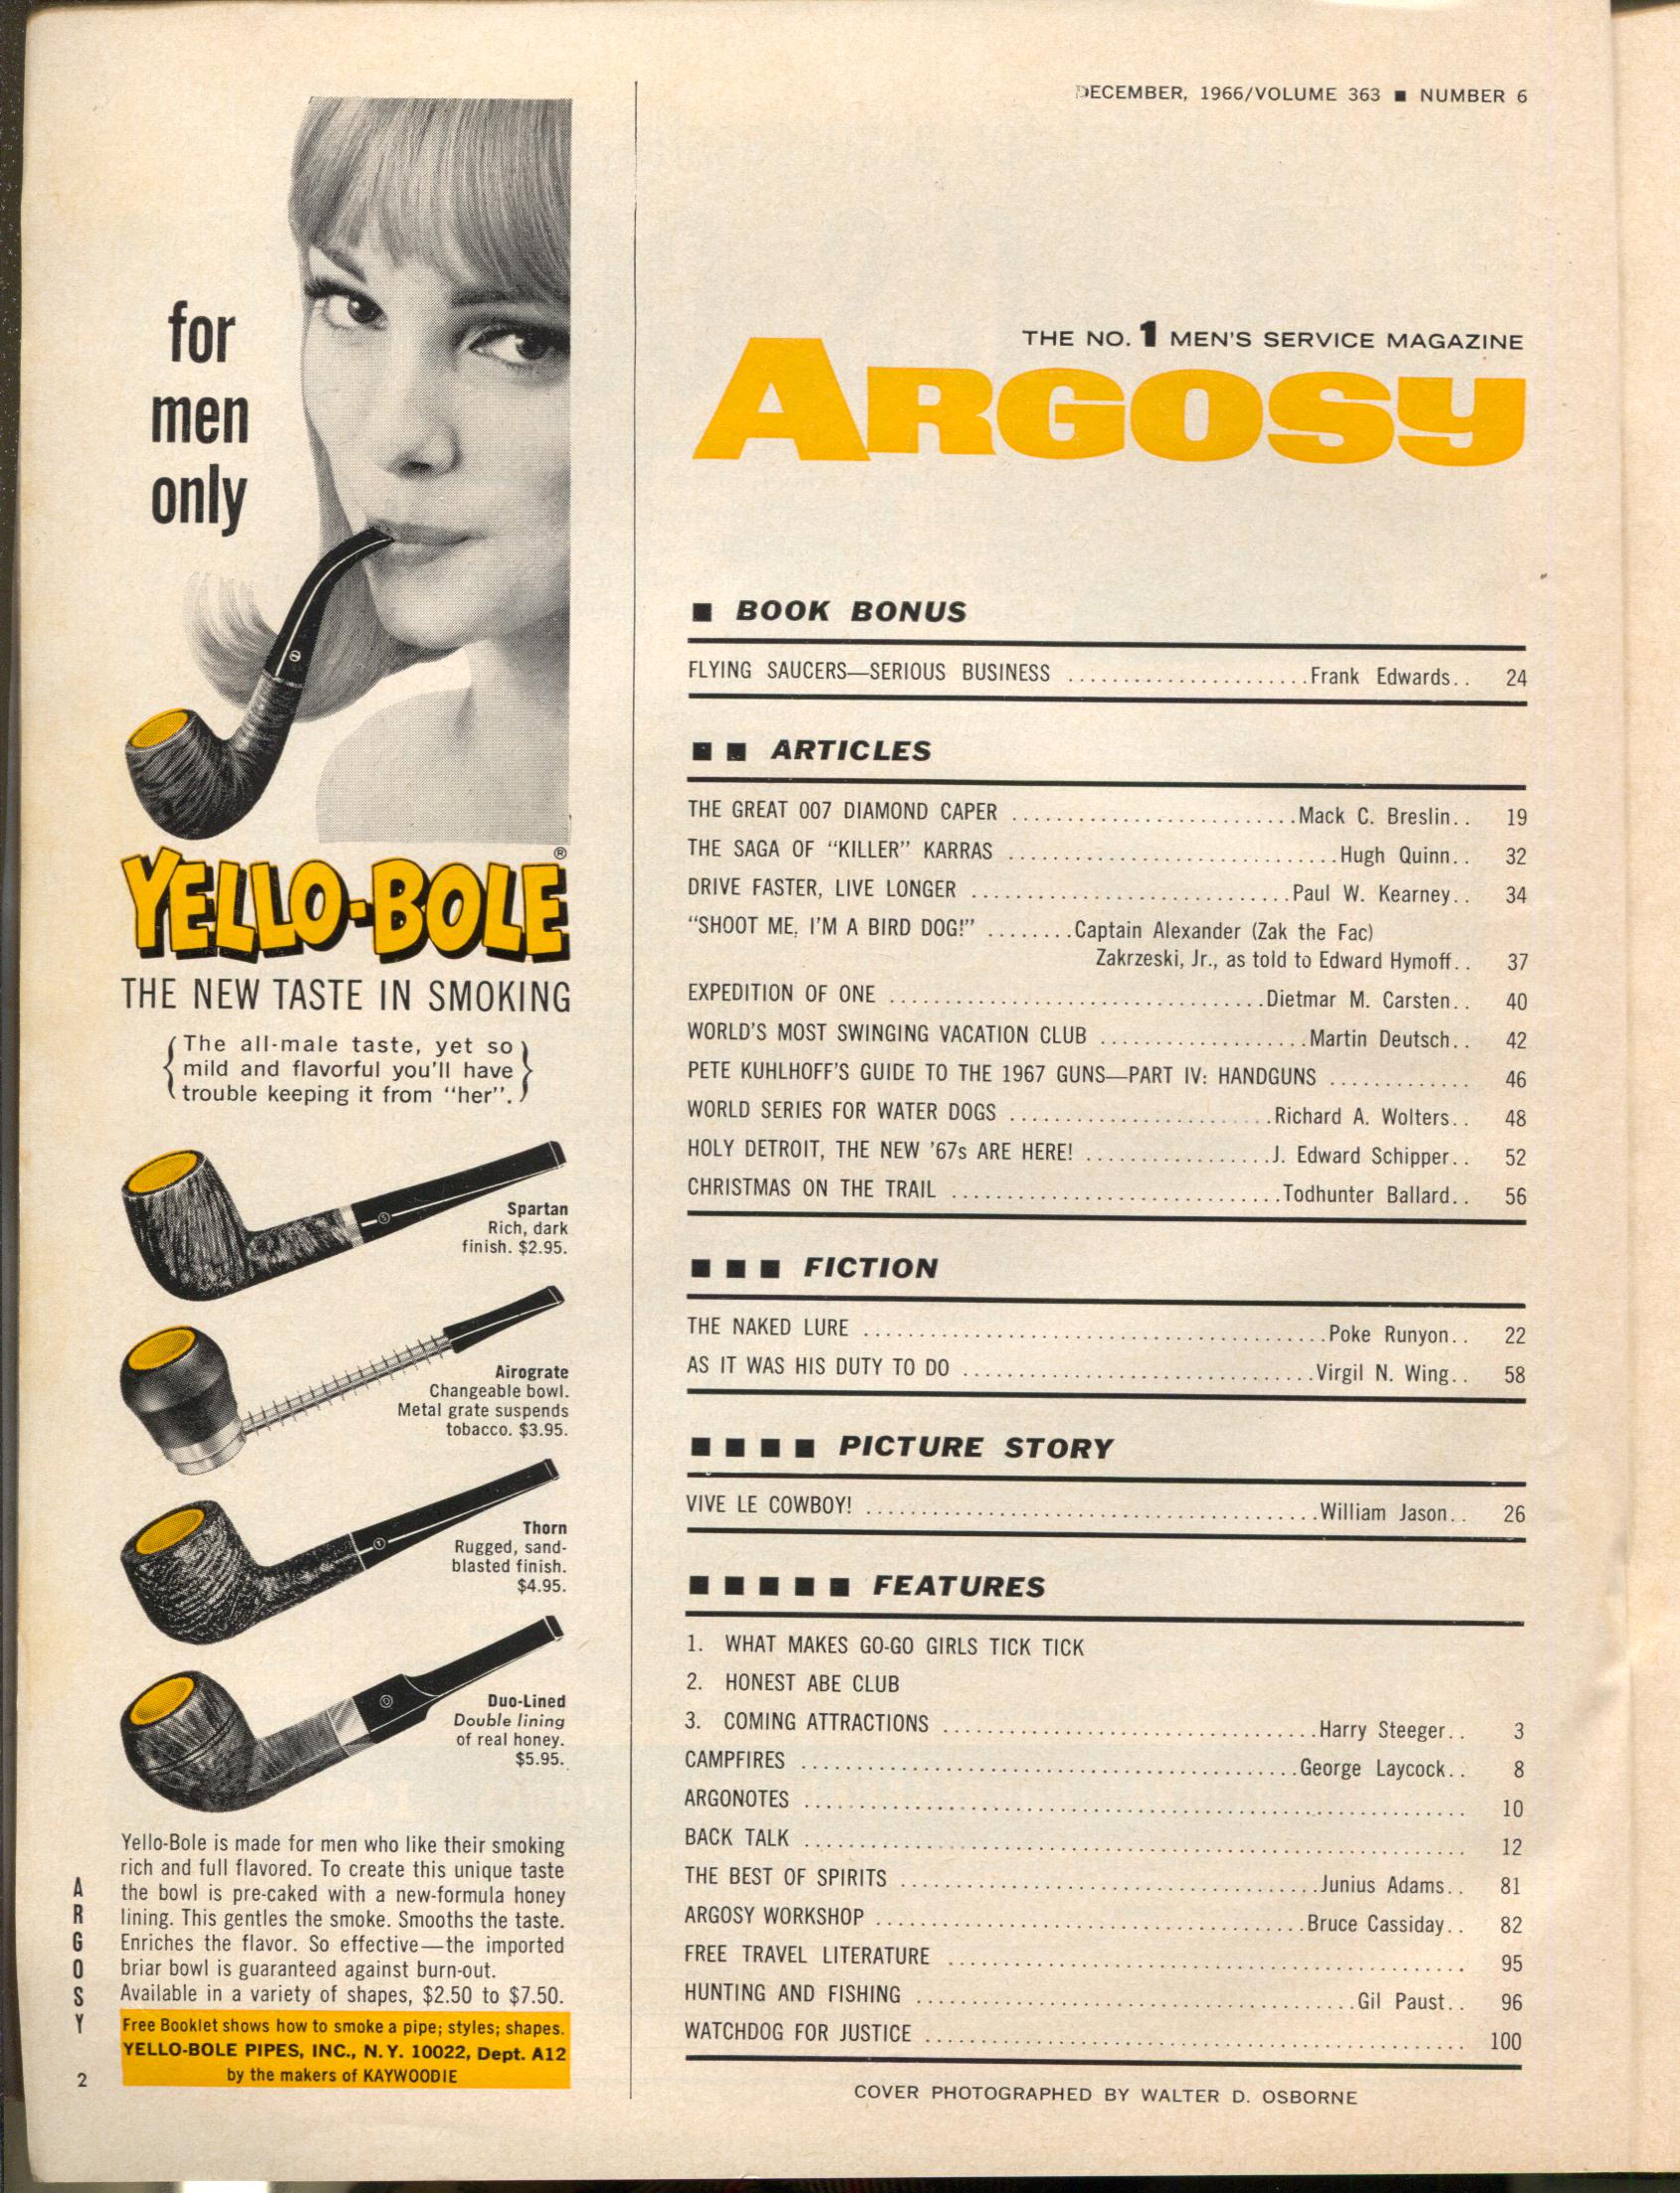 for
men
only
YELLO-BOLE®
THE NEW TASTE IN SMOKING
The all-male taste, yet so
mild and flavorful you'll have
trouble keeping it from "her".
Spartan
Rich, dark
finish. $2.95.
Airograte
Changeable bowl.
Metal grate suspends
tobacco. $3.95.
Thorn
Rugged, sand-
blasted finish.
$4.95.
Duo-Lined
Double lining
of real honey.
$5.95.
Yello-Bole is made for men who like their smoking
rich and full flavored. To create this unique taste
the bowl is pre-caked with a new-formula honey
lining. This gentles the smoke. Smooths the taste.
Enriches the flavor. So effective—the imported
briar bowl is guaranteed against burn-out.
Available in a variety of shapes, $2.50 to $7.50.
Free Booklet shows how to smoke a pipe; styles; shapes.
YELLO-BOLE PIPES, INC., N.Y. 10022, Dept. A12
by the makers of KAYWOODIE
ARGOSY
2
DECEMBER, 1966/VOLUME 363 ■ NUMBER 6
THE NO. 1 MEN'S SERVICE MAGAZINE
ARGOSY
■ BOOK BONUS
FLYING SAUCERS—SERIOUS BUSINESS ......................Frank Edwards.. 24
■ ■ ARTICLES
THE GREAT 007 DIAMOND CAPER ..........................Mack C. Breslin.. 19
THE SAGA OF "KILLER" KARRAS ..............................Hugh Quinn.. 32
DRIVE FASTER, LIVE LONGER .............................Paul W. Kearney.. 34
"SHOOT ME, I'M A BIRD DOG!" ........Captain Alexander (Zak the Fac)
Zakrzeski, Jr., as told to Edward Hymoff.. 37
EXPEDITION OF ONE ..................................Dietmar M. Carsten.. 40
WORLD'S MOST SWINGING VACATION CLUB ...................Martin Deutsch.. 42
PETE KUHLHOFF'S GUIDE TO THE 1967 GUNS—PART IV: HANDGUNS ............. 46
WORLD SERIES FOR WATER DOGS ........................Richard A. Wolters.. 48
HOLY DETROIT, THE NEW '67s ARE HERE! .................J. Edward Schipper.. 52
CHRISTMAS ON THE TRAIL ..............................Todhunter Ballard.. 56
■ ■ ■ FICTION
THE NAKED LURE ..........................................Poke Runyon.. 22
AS IT WAS HIS DUTY TO DO ................................Virgil N. Wing.. 58
■ ■ ■ ■ PICTURE STORY
VIVE LE COWBOY! .........................................William Jason.. 26
■ ■ ■ ■ ■ FEATURES
1. WHAT MAKES GO-GO GIRLS TICK TICK
2. HONEST ABE CLUB
3. COMING ATTRACTIONS ..................................Harry Steeger.. 3
CAMPFIRES .............................................George Laycock.. 8
ARGONOTES ............................................................ 10
BACK TALK ............................................................ 12
THE BEST OF SPIRITS ......................................Junius Adams.. 81
ARGOSY WORKSHOP .......................................Bruce Cassiday.. 82
FREE TRAVEL LITERATURE ............................................... 95
HUNTING AND FISHING ........................................Gil Paust.. 96
WATCHDOG FOR JUSTICE ................................................. 100
COVER PHOTOGRAPHED BY WALTER D. OSBORNE